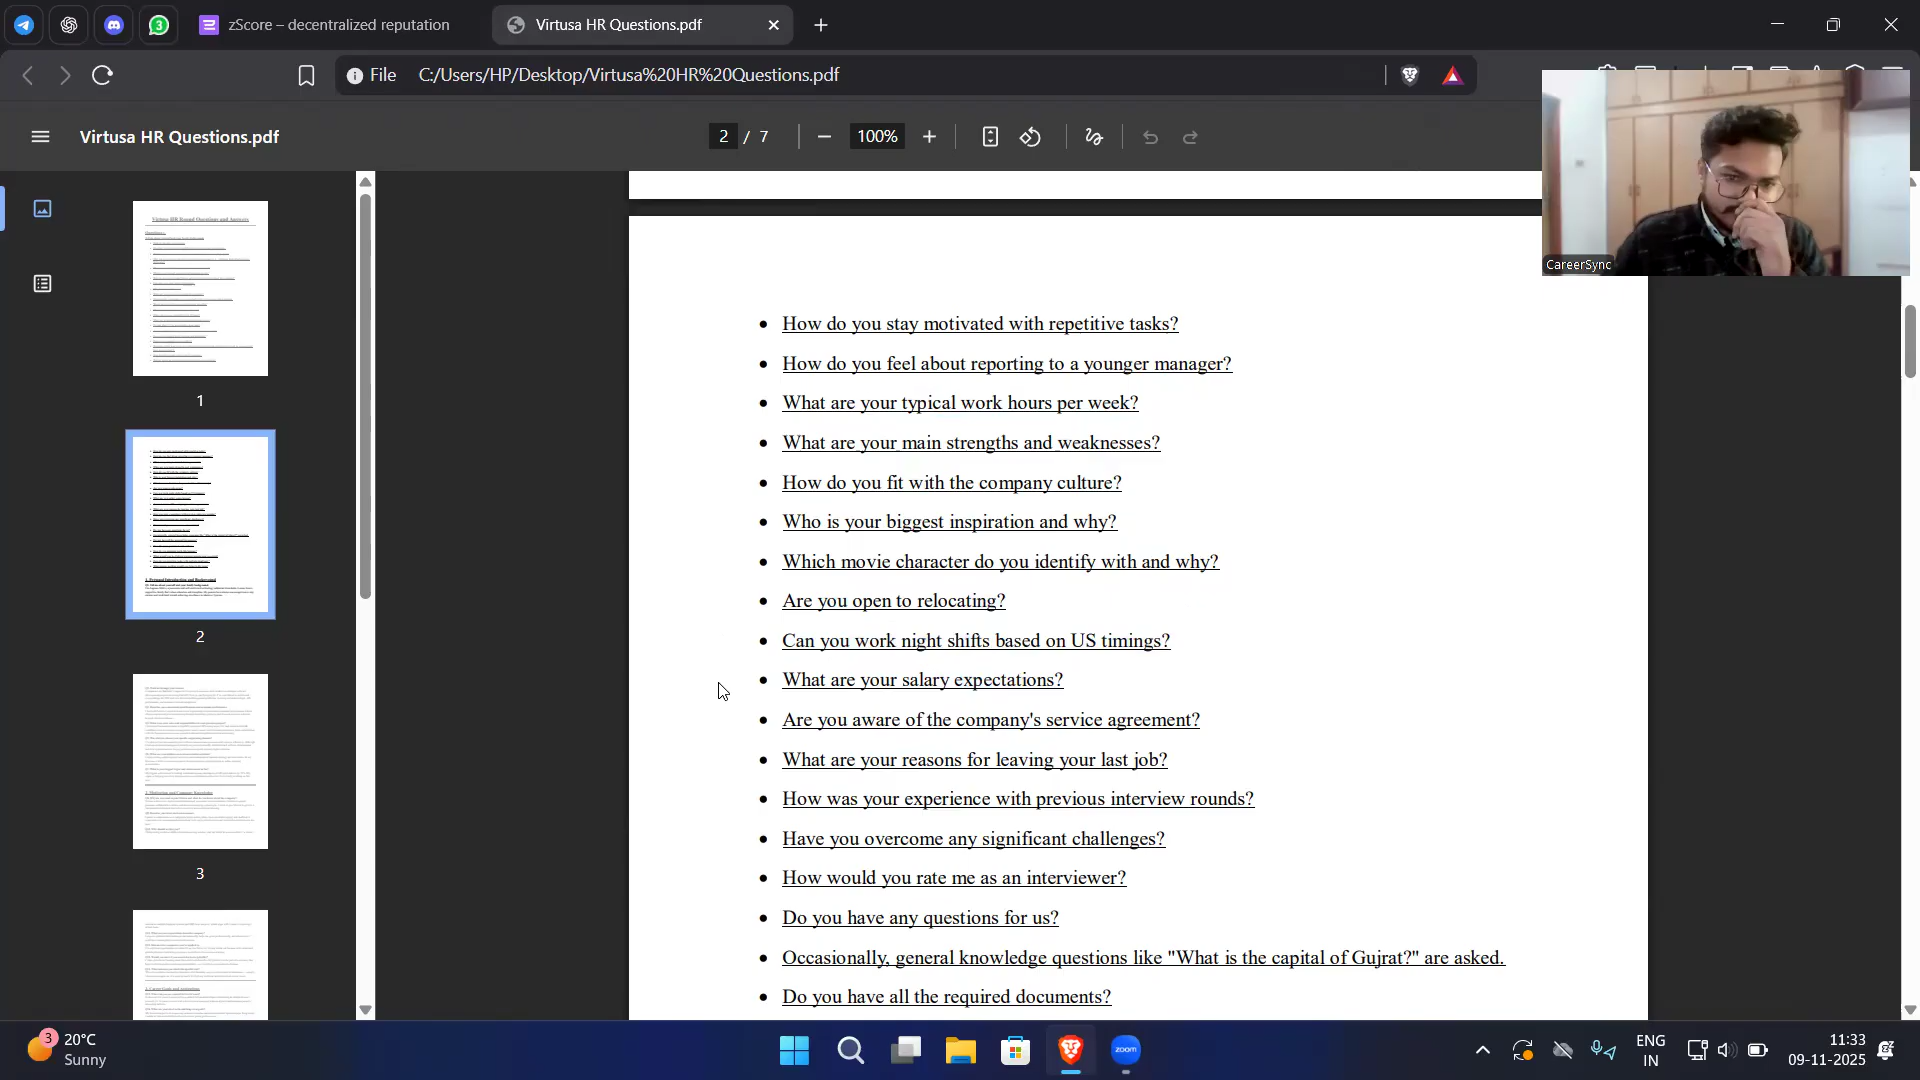 3
zScore – decentralized reputation
Virtusa HR Questions.pdf
File
C:/Users/HP/Desktop/Virtusa%20HR%20Questions.pdf
Virtusa HR Questions.pdf
2 / 7
100%
CareerSync
Virtusa HR Round Questions and Answers
1
2
3
• How do you stay motivated with repetitive tasks?
• How do you feel about reporting to a younger manager?
• What are your typical work hours per week?
• What are your main strengths and weaknesses?
• How do you fit with the company culture?
• Who is your biggest inspiration and why?
• Which movie character do you identify with and why?
• Are you open to relocating?
• Can you work night shifts based on US timings?
• What are your salary expectations?
• Are you aware of the company's service agreement?
• What are your reasons for leaving your last job?
• How was your experience with previous interview rounds?
• Have you overcome any significant challenges?
• How would you rate me as an interviewer?
• Do you have any questions for us?
• Occasionally, general knowledge questions like "What is the capital of Gujrat?" are asked.
• Do you have all the required documents?
3
20°C
Sunny
zoom
ENG
IN
11:33
09-11-2025